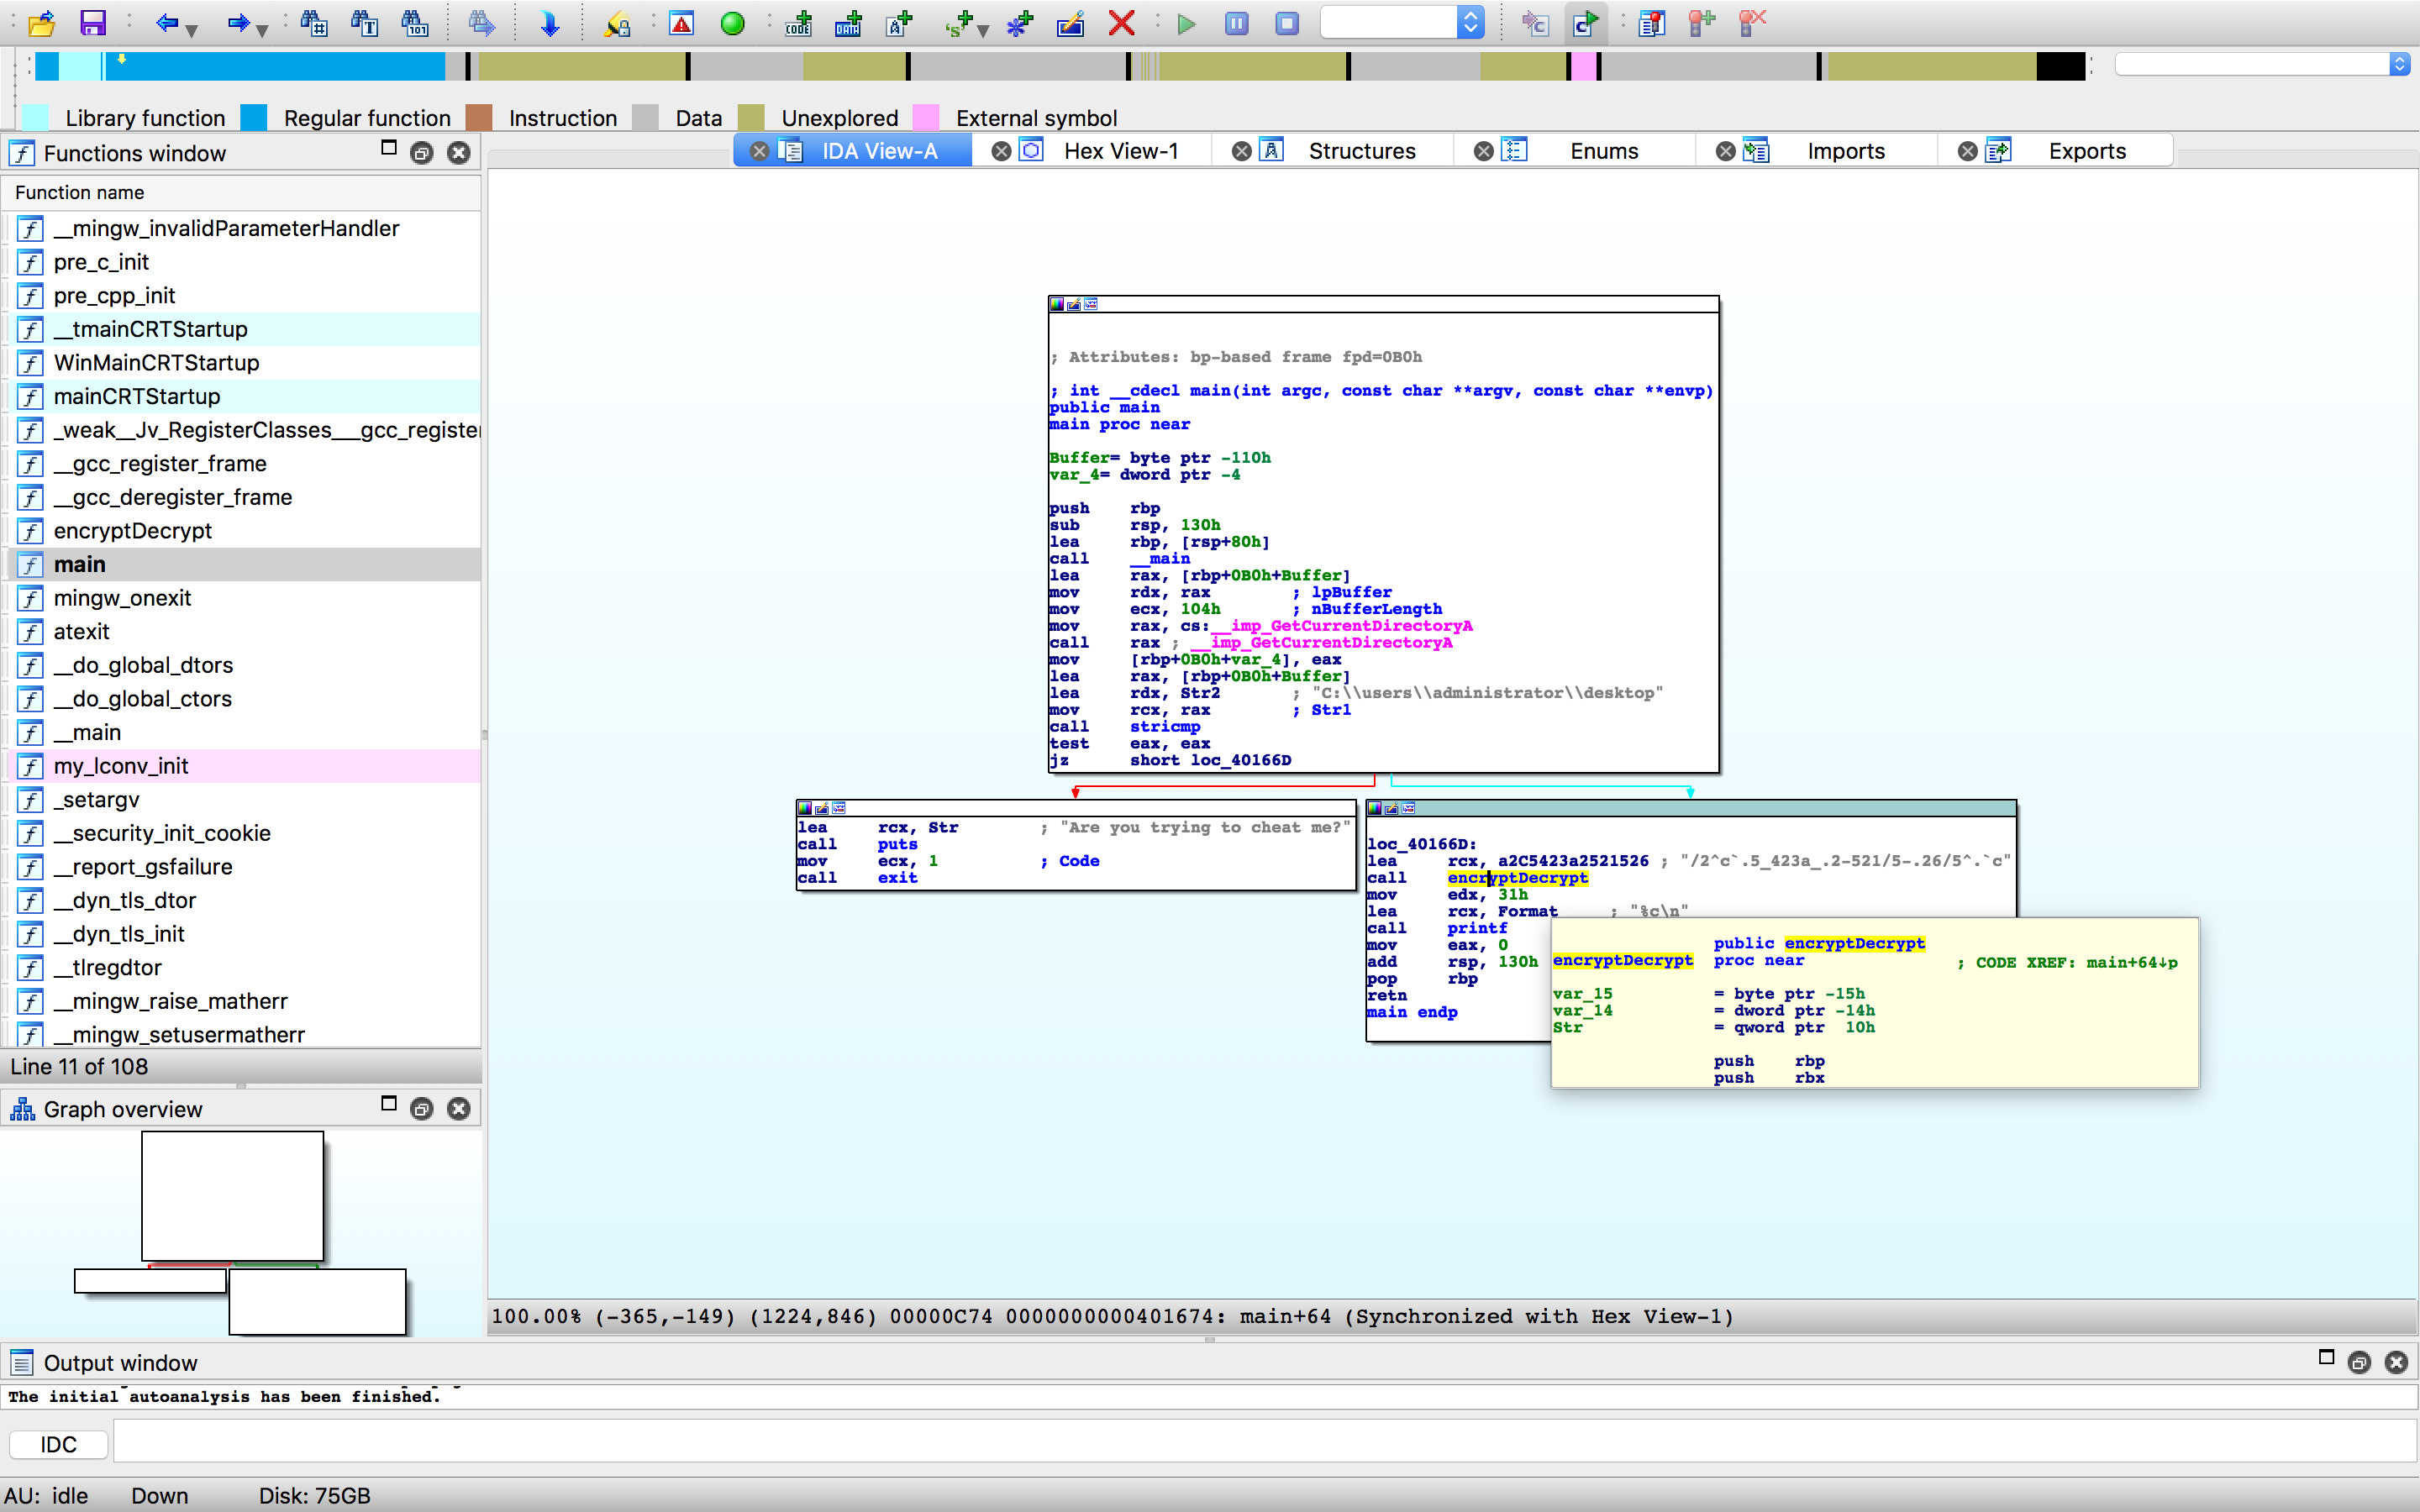 Library function Regular function Instruction Data Unexplored External symbol
Functions window
IDA View-A Hex View-1 Structures Enums Imports Exports
Function name
__mingw_invalidParameterHandler
pre_c_init
pre_cpp_init
__tmainCRTStartup
WinMainCRTStartup
mainCRTStartup
_weak__Jv_RegisterClasses___gcc_register
__gcc_register_frame
__gcc_deregister_frame
encryptDecrypt
main
mingw_onexit
atexit
__do_global_dtors
__do_global_ctors
__main
my_lconv_init
_setargv
__security_init_cookie
__report_gsfailure
__dyn_tls_dtor
__dyn_tls_init
__tlregdtor
__mingw_raise_matherr
__mingw_setusermatherr
Line 11 of 108
Graph overview
; Attributes: bp-based frame fpd=0B0h
; int __cdecl main(int argc, const char **argv, const char **envp)
public main
main proc near
Buffer= byte ptr -110h
var_4= dword ptr -4
push rbp
sub rsp, 130h
lea rbp, [rsp+80h]
call __main
lea rax, [rbp+0B0h+Buffer]
mov rdx, rax ; lpBuffer
mov ecx, 104h ; nBufferLength
mov rax, cs:__imp_GetCurrentDirectoryA
call rax ; __imp_GetCurrentDirectoryA
mov [rbp+0B0h+var_4], eax
lea rax, [rbp+0B0h+Buffer]
lea rdx, Str2 ; "C:\\users\\administrator\\desktop"
mov rcx, rax ; Str1
call stricmp
test eax, eax
jz short loc_40166D
lea rcx, Str ; "Are you trying to cheat me?"
call puts
mov ecx, 1 ; Code
call exit
loc_40166D:
lea rcx, a2C5423a2521526 ; "/2^c`.5_423a_.2-521/5-.26/5^.`c"
call encryptDecrypt
mov edx, 31h
lea rcx, Format ; "%c\n"
call printf
mov eax, 0
add rsp, 130h
pop rbp
retn
main endp
public encryptDecrypt
encryptDecrypt proc near ; CODE XREF: main+64↓p
var_15 = byte ptr -15h
var_14 = dword ptr -14h
Str = qword ptr 10h
push rbp
push rbx
100.00% (-365,-149) (1224,846) 00000C74 0000000000401674: main+64 (Synchronized with Hex View-1)
Output window
The initial autoanalysis has been finished.
IDC
AU: idle Down Disk: 75GB